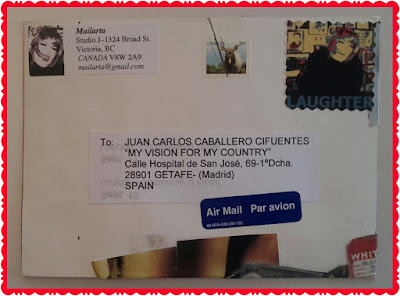 Mailarta
Studio J–1324 Broad St.
Victoria, BC
CANADA V8W 2A9
mailarta@gmail.com
CANADA
LAUGHTER
To: JUAN CARLOS CABALLERO CIFUENTES
"MY VISION FOR MY COUNTRY"
Calle Hospital de San José, 69-1ºDcha.
28901 GETAFE- (Madrid)
SPAIN
Air Mail Par avion
WHIT